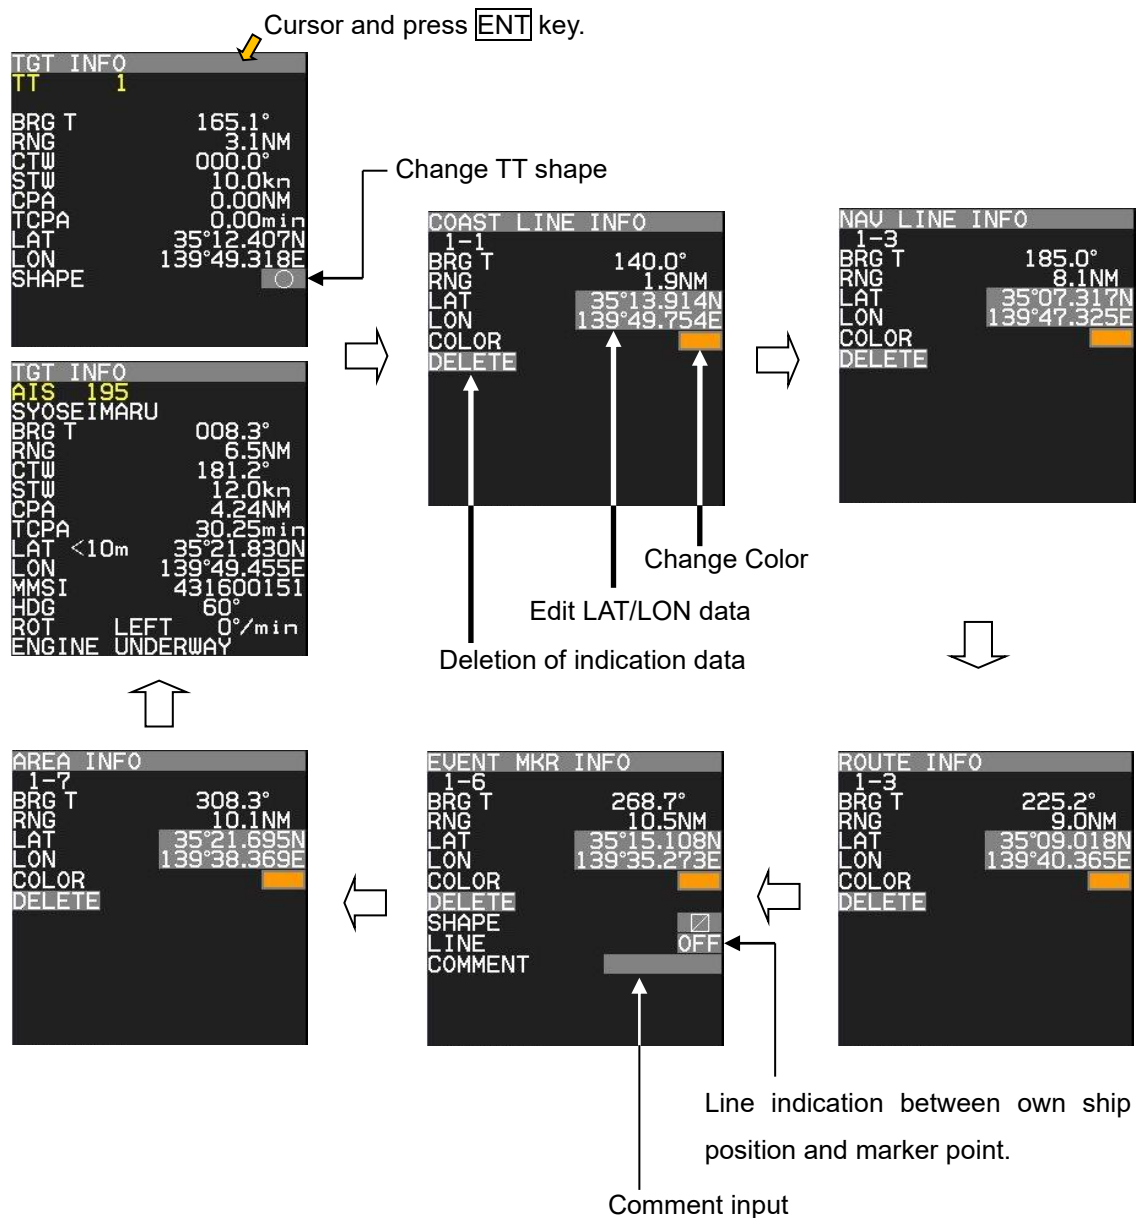 Cursor and press ENT key.
TGT INFO
TT 1
BRG T 165.1°
RNG 3.1NM
CTW 000.0°
STW 10.0kn
CPA 0.00NM
TCPA 0.00min
LAT 35°12.407N
LON 139°49.318E
SHAPE
Change TT shape
COAST LINE INFO
1-1
BRG T 140.0°
RNG 1.9NM
LAT 35°13.914N
LON 139°49.754E
COLOR
DELETE
NAV LINE INFO
1-3
BRG T 185.0°
RNG 8.1NM
LAT 35°07.317N
LON 139°47.325E
COLOR
DELETE
TGT INFO
AIS 195
SYOSEIMARU
BRG T 008.3°
RNG 6.5NM
CTW 181.2°
STW 12.0kn
CPA 4.24NM
TCPA 30.25min
LAT <10m 35°21.830N
LON 139°49.455E
MMSI 431600151
HDG 60°
ROT LEFT 0°/min
ENGINE UNDERWAY
Change Color
Edit LAT/LON data
Deletion of indication data
AREA INFO
1-7
BRG T 308.3°
RNG 10.1NM
LAT 35°21.695N
LON 139°38.369E
COLOR
DELETE
EVENT MKR INFO
1-6
BRG T 268.7°
RNG 10.5NM
LAT 35°15.108N
LON 139°35.273E
COLOR
DELETE
SHAPE
LINE OFF
COMMENT
ROUTE INFO
1-3
BRG T 225.2°
RNG 9.0NM
LAT 35°09.018N
LON 139°40.365E
COLOR
DELETE
Line indication between own ship
position and marker point.
Comment input